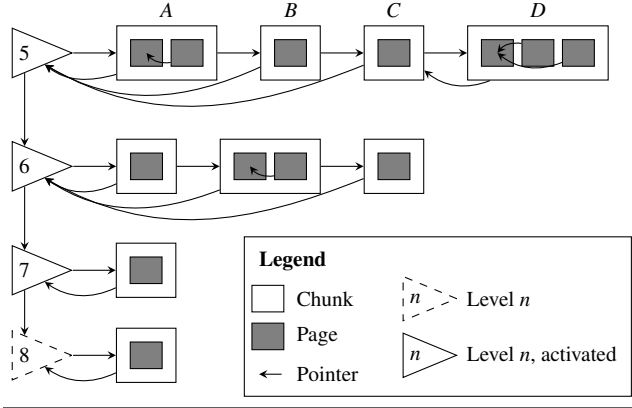 A B C D
5
6
7
8
Legend
Chunk
Page
Pointer
n Level n
n Level n, activated